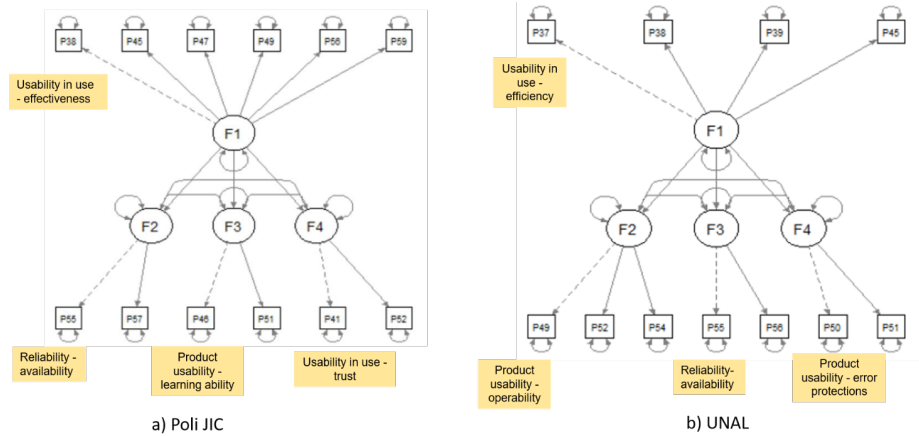 P38 P45 P47 P49 P56 P59
Usability in use
- effectiveness
F1
F2 F3 F4
P55 P57 P46 P51 P41 P52
Reliability -
availability
Product
usability -
learning ability
Usability in use -
trust
a) Poli JIC
P37 P38 P39 P45
Usability in
use -
efficiency
F1
F2 F3 F4
P49 P52 P54 P55 P56 P50 P51
Product
usability -
operability
Reliability-
availability
Product
usability - error
protections
b) UNAL